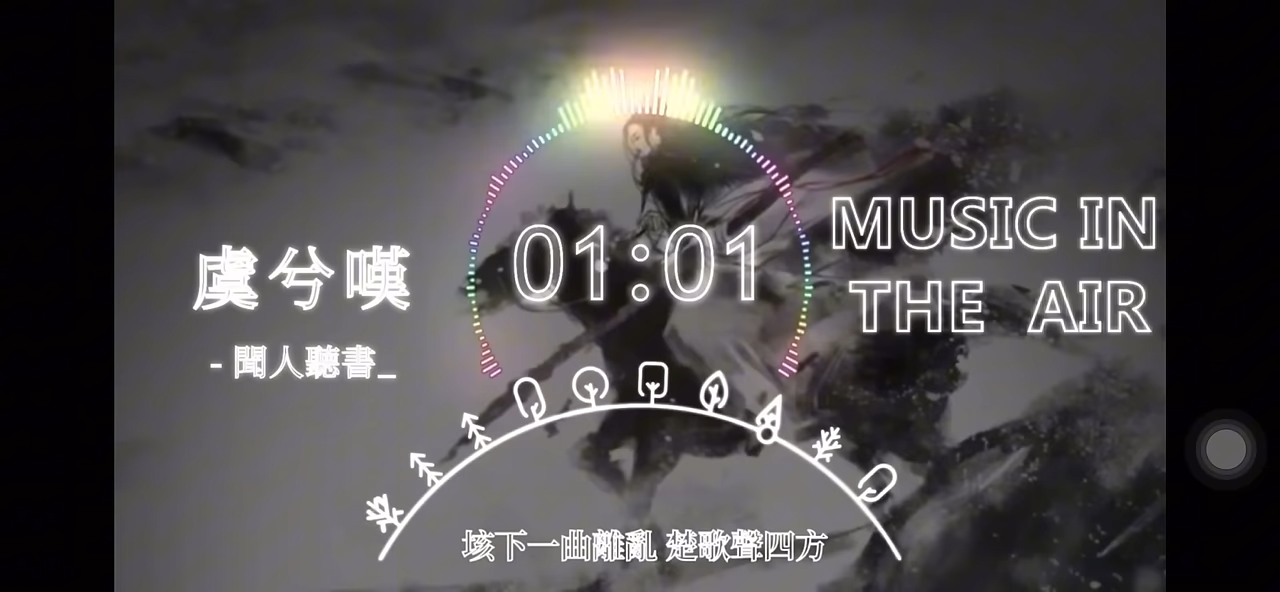 虞兮嘆
- 聞人聽書_
01:01
MUSIC IN
THE AIR
垓下一曲離亂 楚歌聲四方